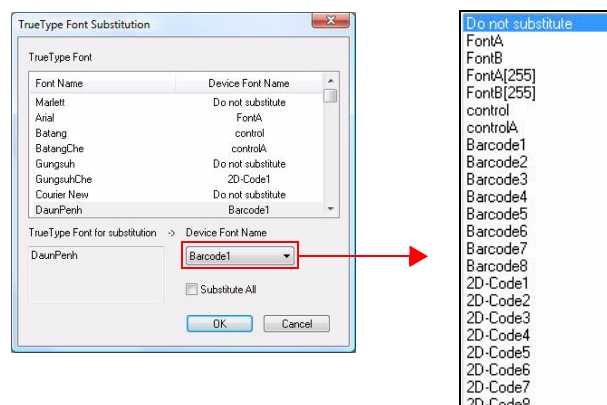 TrueType Font Substitution
TrueType Font
Font Name Device Font Name
Marlett Do not substitute
Arial FontA
Batang control
BatangChe controlA
Gungsuh Do not substitute
GungsuhChe 2D-Code1
Courier New Do not substitute
DaunPenh Barcode1
TrueType Font for substitution -> Device Font Name
DaunPenh Barcode1
Substitute All
OK Cancel
Do not substitute
FontA
FontB
FontA[255]
FontB[255]
control
controlA
Barcode1
Barcode2
Barcode3
Barcode4
Barcode5
Barcode6
Barcode7
Barcode8
2D-Code1
2D-Code2
2D-Code3
2D-Code4
2D-Code5
2D-Code6
2D-Code7
2D-Code8